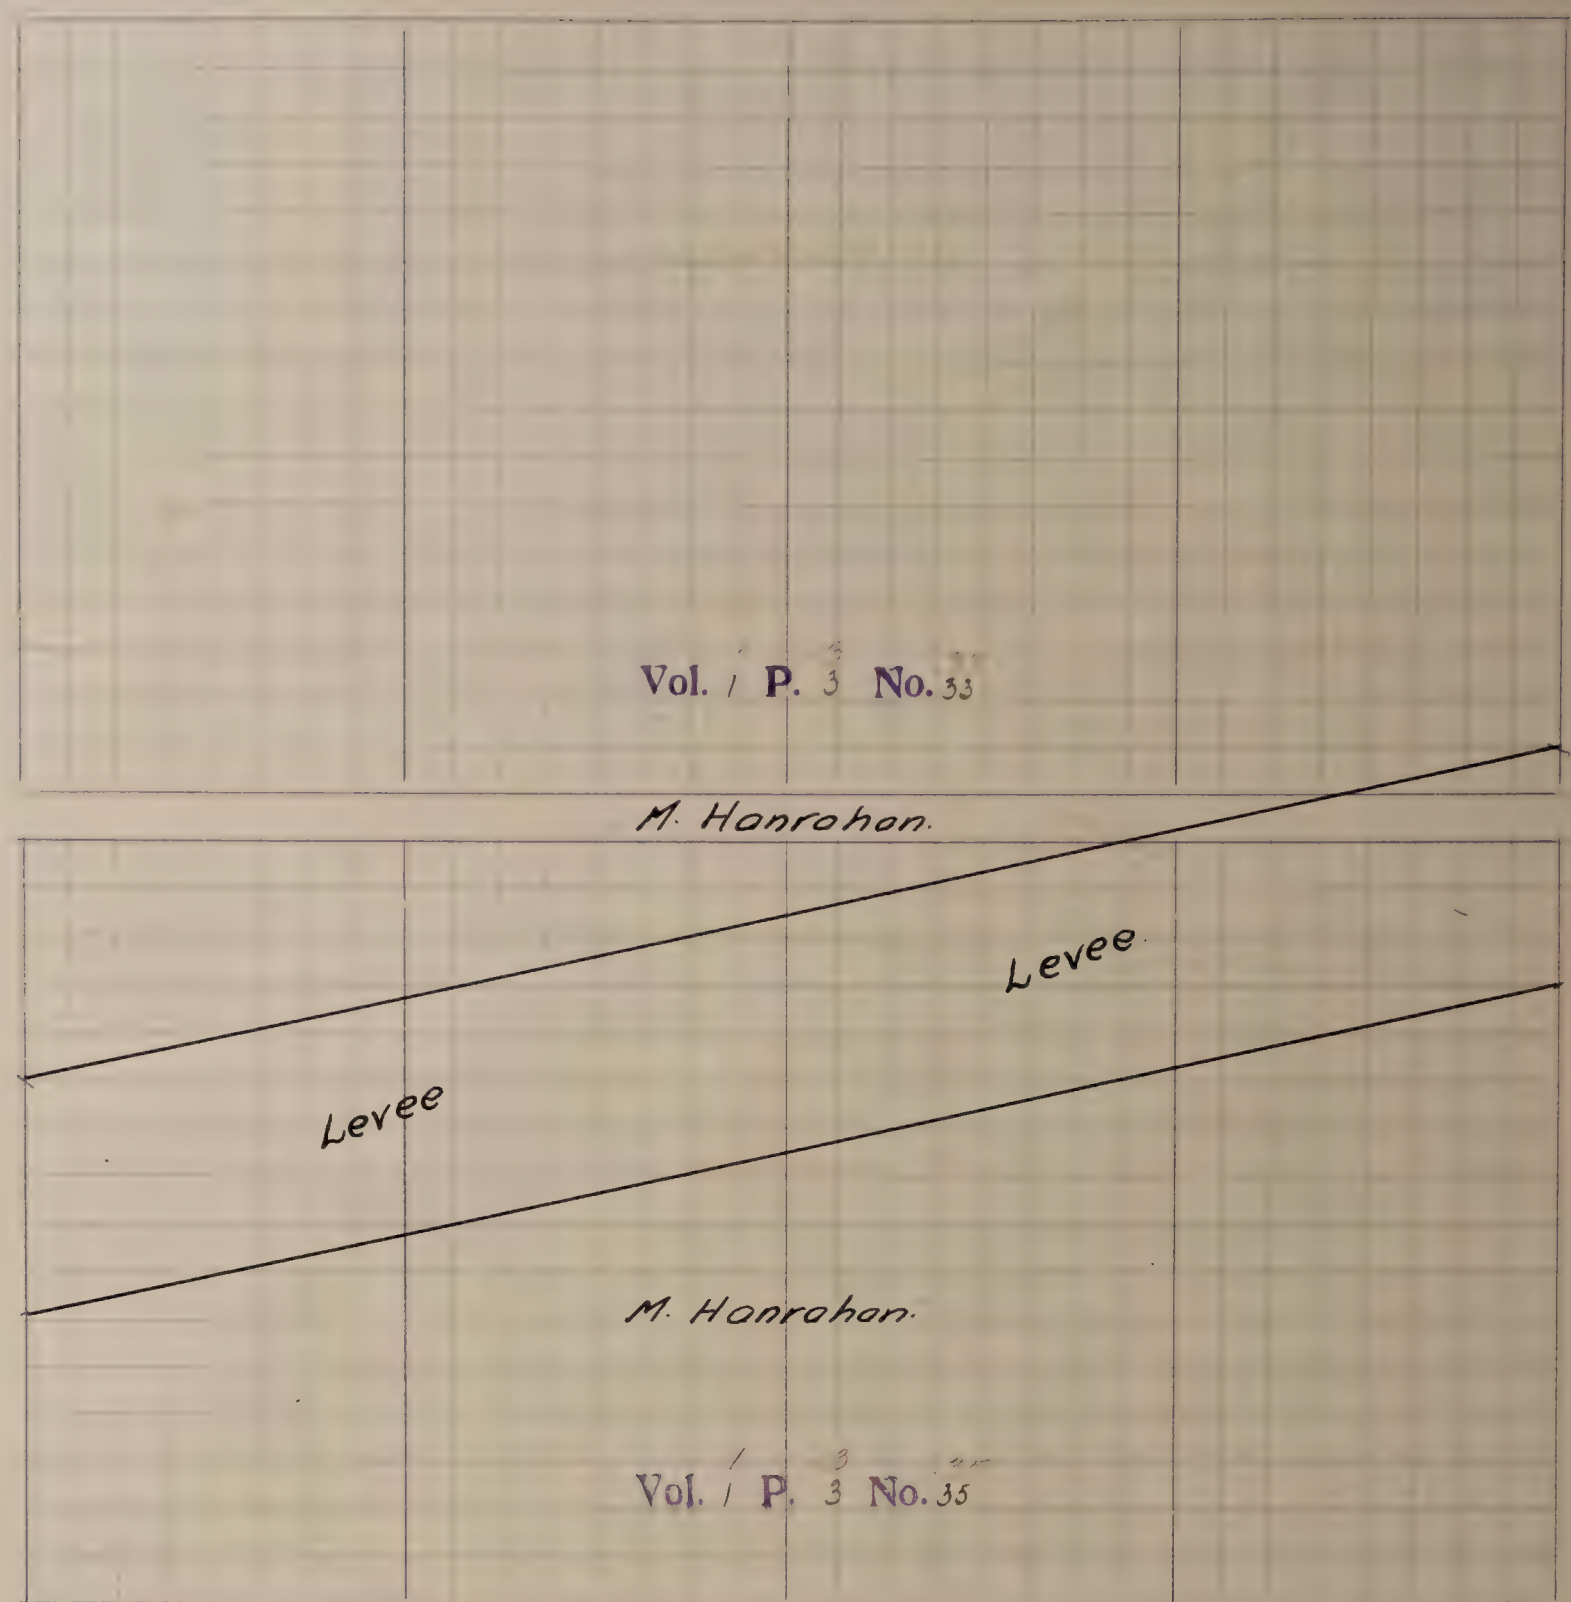 Vol. 1 P. 3 No. 33
M. Hanrahan.
Levee.
Levee
M. Hanrahan.
Vol. 1 P. 3 No. 35